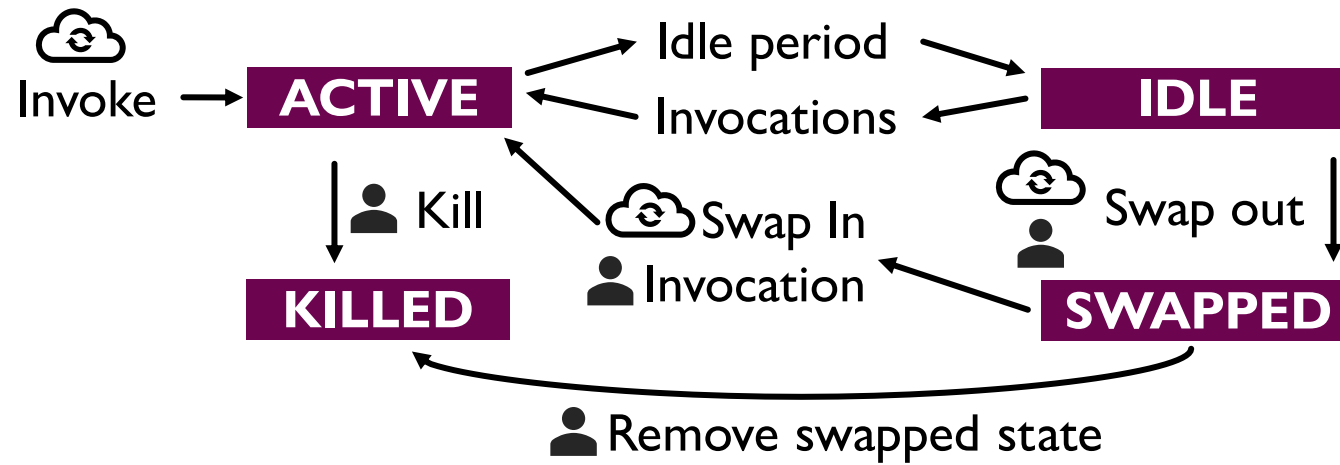 Idle period
Invoke
ACTIVE
IDLE
Invocations
Kill
Swap In
Swap out
Invocation
KILLED
SWAPPED
Remove swapped state